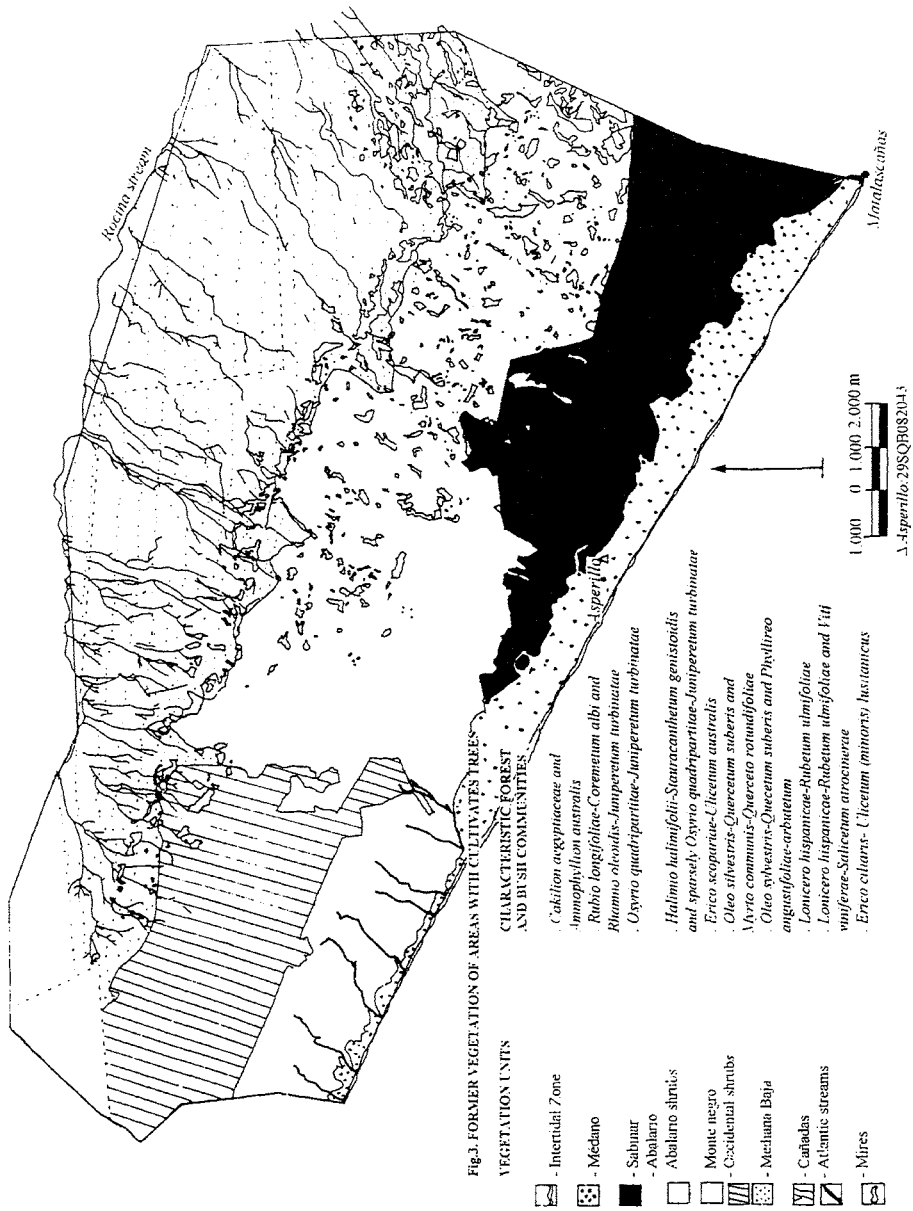 Rocina stream
Asperillo
Matalascañas
Fig.3. FORMER VEGETATION OF AREAS WITH CULTIVATES TREES
VEGETATION UNITS
- Intertidal Zone
- Médano
- Sabinar
- Abalario
Abalario shrubs
Monte negro
- Occidental shrubs
- Methana Baja
- Cañadas
- Atlantic streams
- Mires
CHARACTERISTIC FOREST
AND BUSH COMMUNITIES
. Cakilion aegyptiaceae and
Ammophylion australis
. Rubio longifoliae-Coremetum albi and
Rhamno oleoidis-Juniperetum turbinatae
. Osyrio quadripartitae-Juniperetum turbinatae
. Halimo halimifolii-Stauracanthetum genistoidis
and sparsely Osyrio quadripartitae-Juniperetum turbinatae
. Erico scopariae-Ulicetum australis
. Oleo silvestris-Quercetum suberis and
Myrto communis-Querceto rotundifoliae
. Oleo sylvestris-Quecetum suberis and Phyllireo
angustifoliae-arbutetum
. Lonicero hispanicae-Rubetum ulmifoliae
. Lonicero hispanicae-Rubetum ulmifoliae and Viti
viniferae-Salicetum atrocinerae
. Erico ciliaris- Ulicetum (minoris) lusitanicus
1.000 0 1.000 2.000 m
Δ Asperillo:29SQB082043